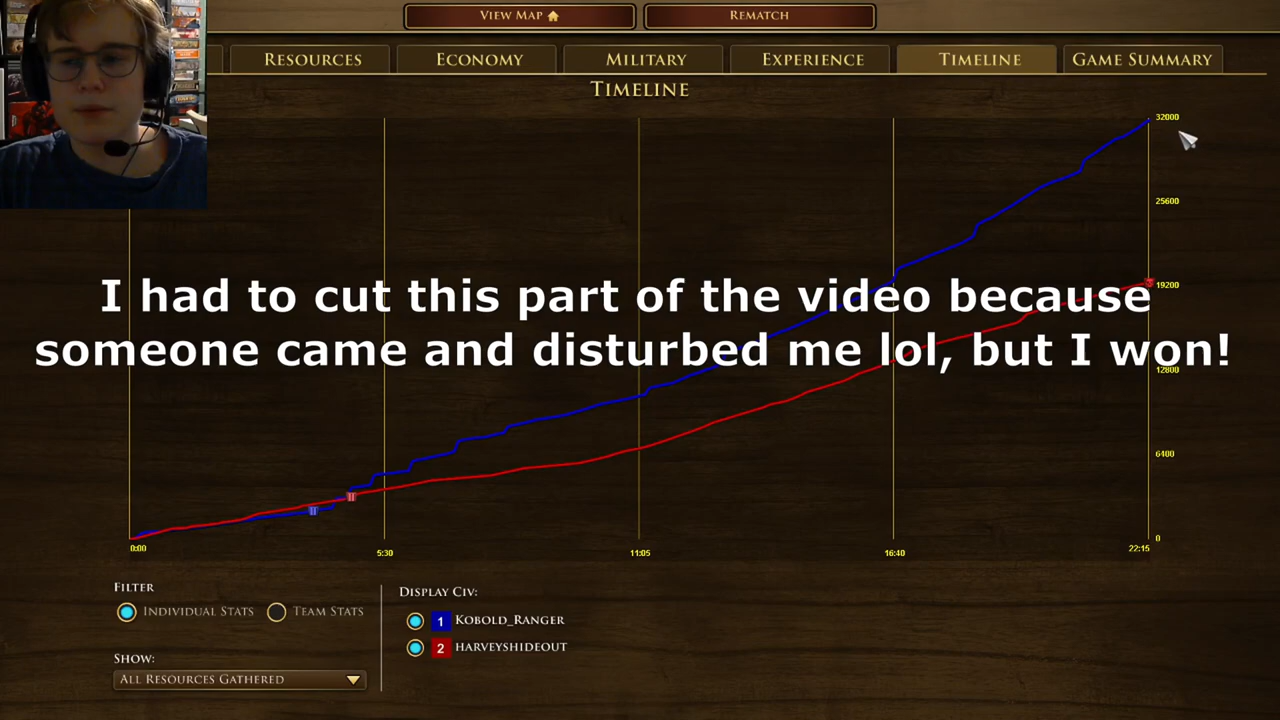 VIEW MAP
REMATCH
RESOURCES
ECONOMY
MILITARY
EXPERIENCE
TIMELINE
GAME SUMMARY
TIMELINE
32000
25600
I had to cut this part of the video because
19200
someone came and disturbed me lol, but I won!
12800
6400
II
II
0
0:00
5:30
11:05
16:40
22:15
FILTER
INDIVIDUAL STATS
TEAM STATS
DISPLAY CIV:
1 KOBOLD_RANGER
2 HARVEYSHIDEOUT
SHOW:
ALL RESOURCES GATHERED